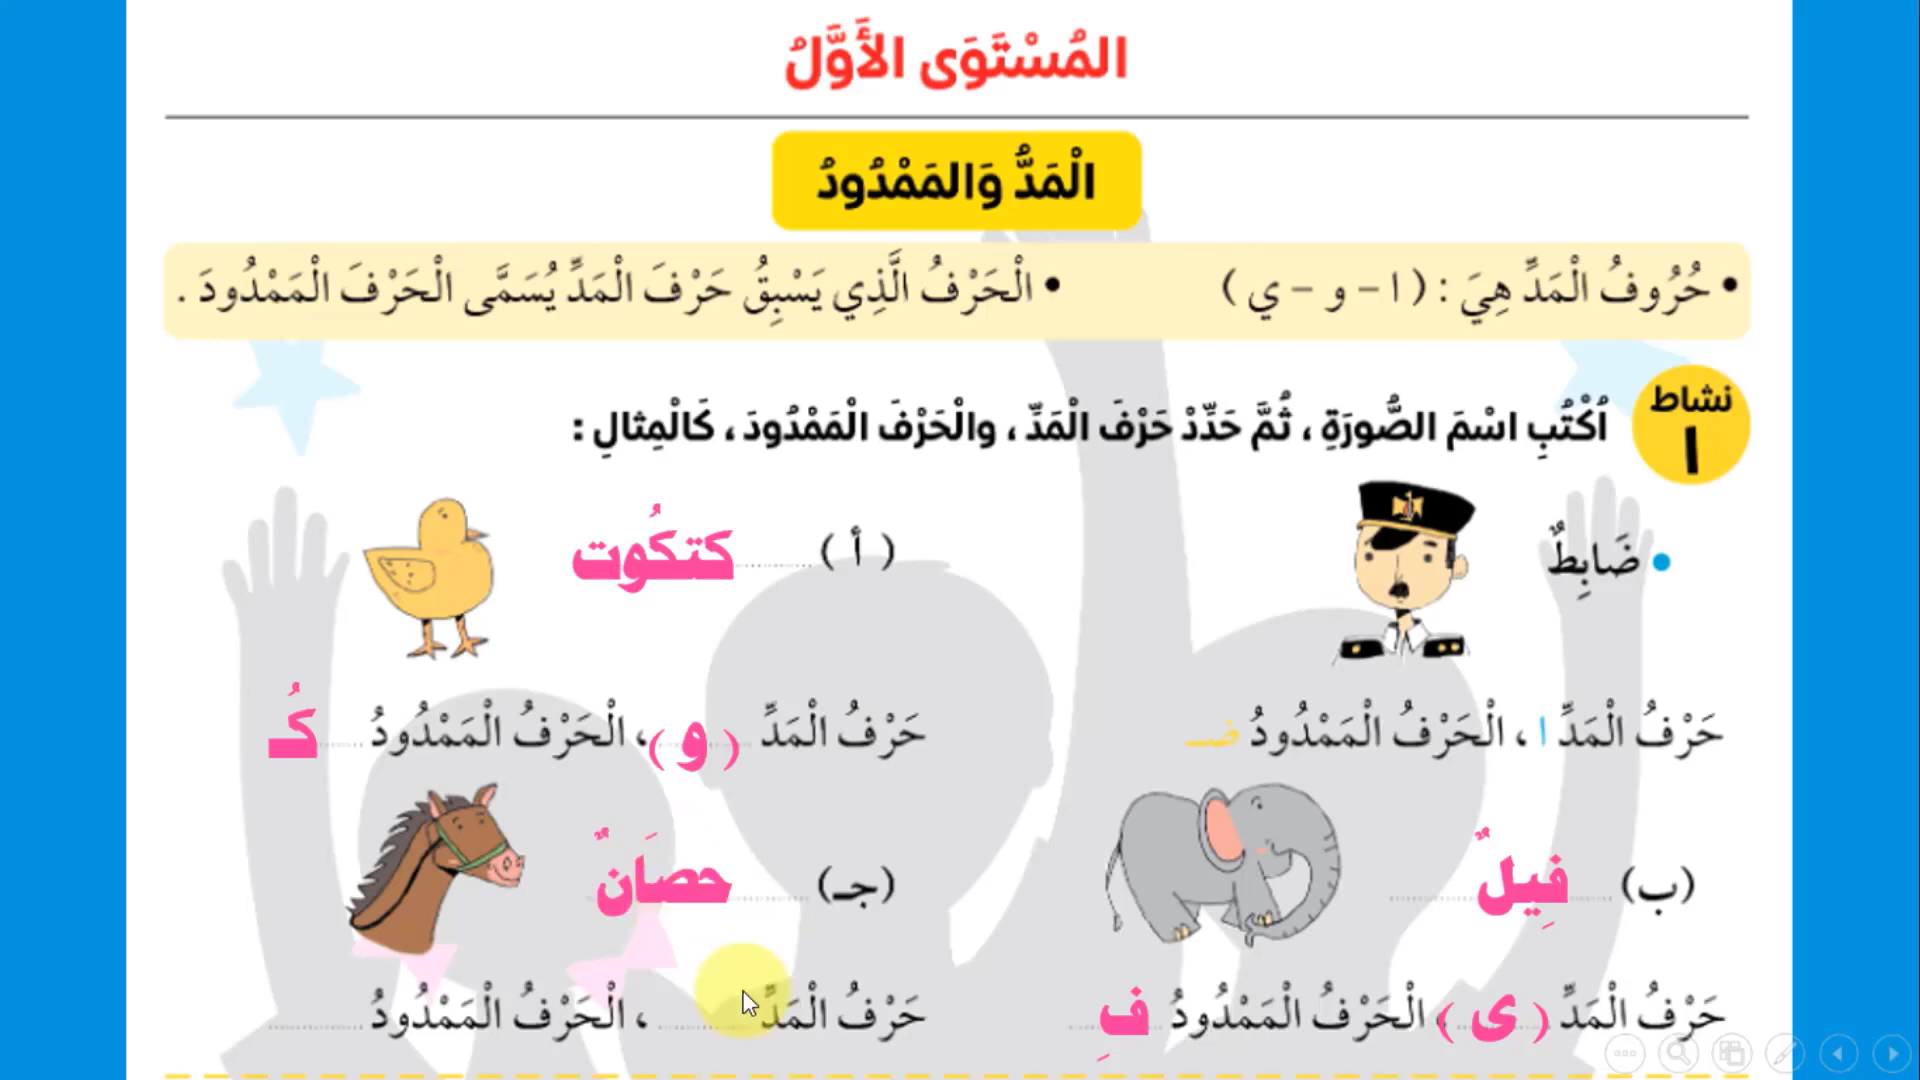 المُسْتَوَى الأَوَّلُ
الْمَدُّ وَالمَمْدُودُ
• حُرُوفُ الْمَدِّ هِيَ : ( ا – و – ي ) • الْحَرْفُ الَّذِي يَسْبِقُ حَرْفَ الْمَدِّ يُسَمَّى الْحَرْفَ الْمَمْدُودَ .
نشاط ١ اُكْتُبِ اسْمَ الصُّورَةِ ، ثُمَّ حَدِّدْ حَرْفَ الْمَدِّ ، والْحَرْفَ الْمَمْدُودَ ، كَالْمِثالِ :
• ضَابِطٌ ( أ ) كتكُوت
حَرْفُ الْمَدِّ ا ، الْحَرْفُ الْمَمْدُودُ ضـ حَرْفُ الْمَدِّ ( و ) ، الْحَرْفُ الْمَمْدُودُ كُـ
(ب) فِيلٌ (جـ) حصَانٌ
حَرْفُ الْمَدِّ ( ى ) ، الْحَرْفُ الْمَمْدُودُ فِ حَرْفُ الْمَدِّ ........ ، الْحَرْفُ الْمَمْدُودُ ........